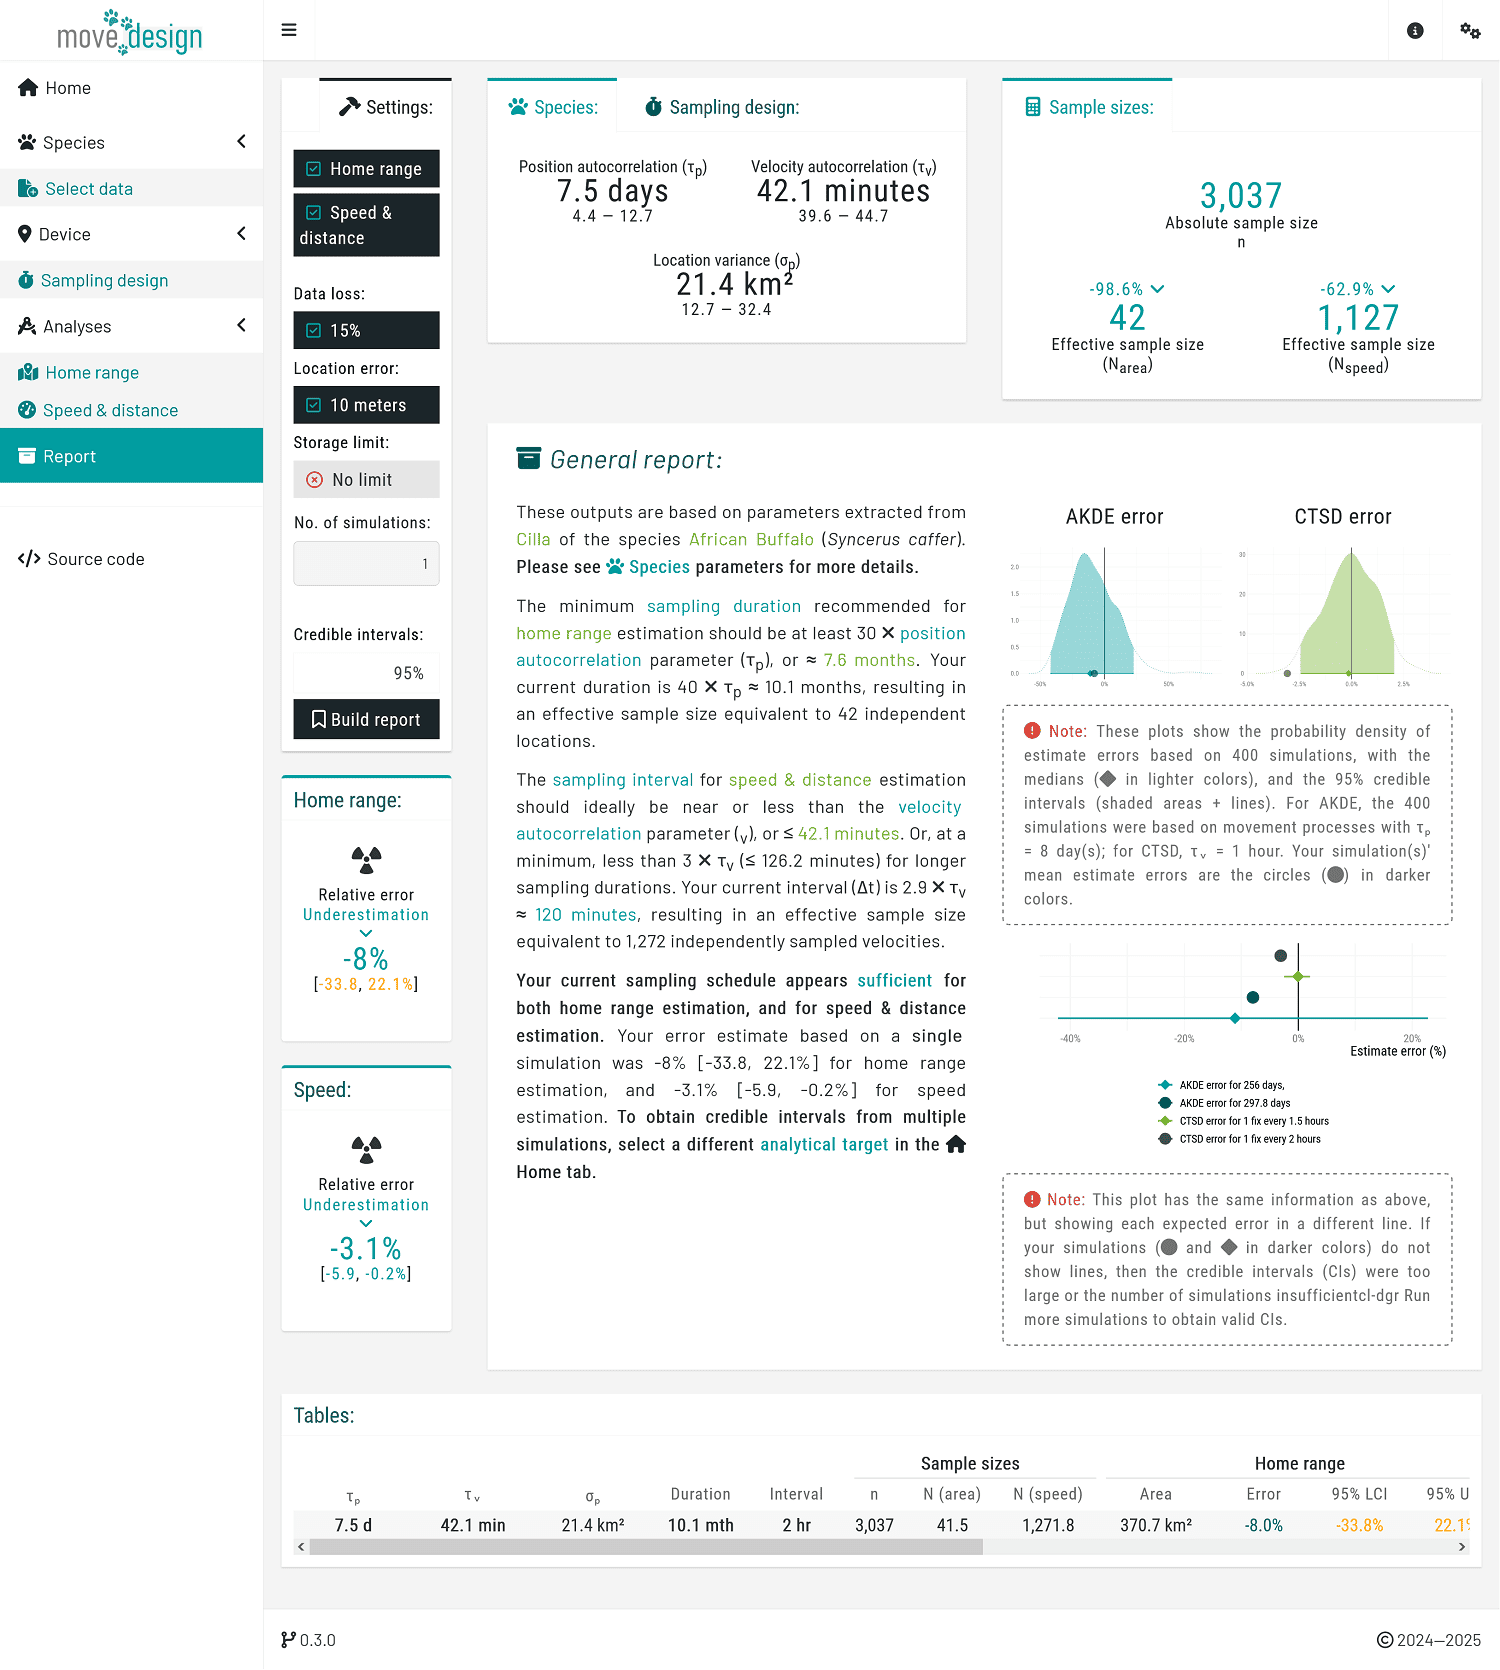 move design
Home
Species
Select data
Device
Sampling design
Analyses
Home range
Speed & distance
Report
Source code
Settings:
Home range
Speed &
distance
Data loss:
15%
Location error:
10 meters
Storage limit:
No limit
No. of simulations:
1
Credible intervals:
95%
Build report
Home range:
Relative error
Underestimation
-8%
[-33.8, 22.1%]
Speed:
Relative error
Underestimation
-3.1%
[-5.9, -0.2%]
Species:
Sampling design:
Position autocorrelation (τp)
7.5 days
4.4 — 12.7
Velocity autocorrelation (τv)
42.1 minutes
39.6 — 44.7
Location variance (σp)
21.4 km²
12.7 — 32.4
Sample sizes:
3,037
Absolute sample size
n
-98.6%
42
Effective sample size
(Narea)
-62.9%
1,127
Effective sample size
(Nspeed)
General report:
These outputs are based on parameters extracted from
Cilla of the species African Buffalo (Syncerus caffer).
Please see Species parameters for more details.
The minimum sampling duration recommended for
home range estimation should be at least 30 × position
autocorrelation parameter (τp), or ≈ 7.6 months. Your
current duration is 40 × τp ≈ 10.1 months, resulting in
an effective sample size equivalent to 42 independent
locations.
The sampling interval for speed & distance estimation
should ideally be near or less than the velocity
autocorrelation parameter (v), or ≤ 42.1 minutes. Or, at a
minimum, less than 3 × τv (≤ 126.2 minutes) for longer
sampling durations. Your current interval (Δt) is 2.9 × τv
≈ 120 minutes, resulting in an effective sample size
equivalent to 1,272 independently sampled velocities.
Your current sampling schedule appears sufficient for
both home range estimation, and for speed & distance
estimation. Your error estimate based on a single
simulation was -8% [-33.8, 22.1%] for home range
estimation, and -3.1% [-5.9, -0.2%] for speed
estimation. To obtain credible intervals from multiple
simulations, select a different analytical target in the
Home tab.
AKDE error
2.0
1.5
1.0
0.5
0.0
-50% 0% 50%
CTSD error
30
20
10
0
-5.0% -2.5% 0.0% 2.5%
Note: These plots show the probability density of
estimate errors based on 400 simulations, with the
medians (◆ in lighter colors), and the 95% credible
intervals (shaded areas + lines). For AKDE, the 400
simulations were based on movement processes with τp
= 8 day(s); for CTSD, τv = 1 hour. Your simulation(s)'
mean estimate errors are the circles (●) in darker
colors.
-40% -20% 0% 20%
Estimate error (%)
AKDE error for 256 days,
AKDE error for 297.8 days
CTSD error for 1 fix every 1.5 hours
CTSD error for 1 fix every 2 hours
Note: This plot has the same information as above,
but showing each expected error in a different line. If
your simulations (● and ◆ in darker colors) do not
show lines, then the credible intervals (CIs) were too
large or the number of simulations insufficientcl-dgr Run
more simulations to obtain valid CIs.
Tables:
Sample sizes Home range
τp τv σp Duration Interval n N (area) N (speed) Area Error 95% LCI 95% U
7.5 d 42.1 min 21.4 km² 10.1 mth 2 hr 3,037 41.5 1,271.8 370.7 km² -8.0% -33.8% 22.1%
0.3.0
© 2024—2025